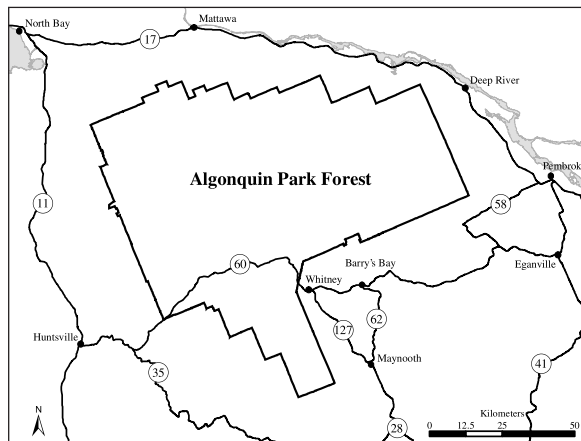 North Bay
Mattawa
17
Deep River
Algonquin Park Forest
Pembrok
11
58
60
Barry's Bay
Whitney
Eganville
62
127
Huntsville
Maynooth
35
41
28
N
Kilometers
0 12.5 25 50